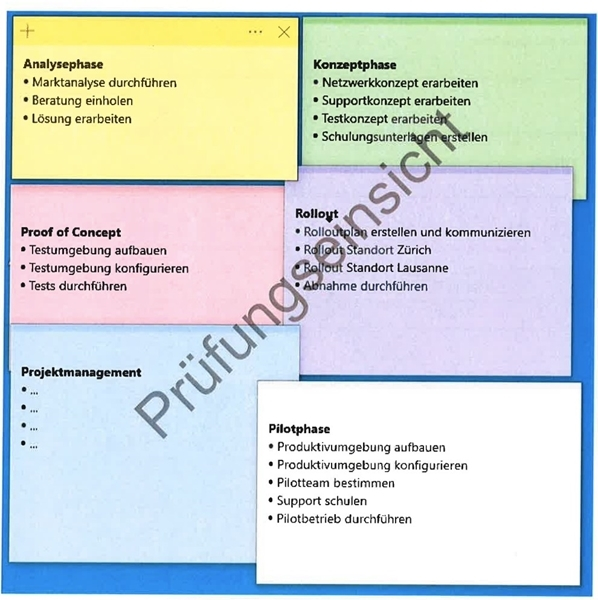 Analysephase
• Marktanalyse durchführen
• Beratung einholen
• Lösung erarbeiten
Konzeptphase
• Netzwerkkonzept erarbeiten
• Supportkonzept erarbeiten
• Testkonzept erarbeiten
• Schulungsunterlagen erstellen
Proof of Concept
• Testumgebung aufbauen
• Testumgebung konfigurieren
• Tests durchführen
Rollout
• Rolloutplan erstellen und kommunizieren
• Rollout Standort Zürich
• Rollout Standort Lausanne
• Abnahme durchführen
Projektmanagement
• ...
• ...
• ...
• ...
Pilotphase
• Produktivumgebung aufbauen
• Produktivumgebung konfigurieren
• Pilotteam bestimmen
• Support schulen
• Pilotbetrieb durchführen
Prüfungseinsicht